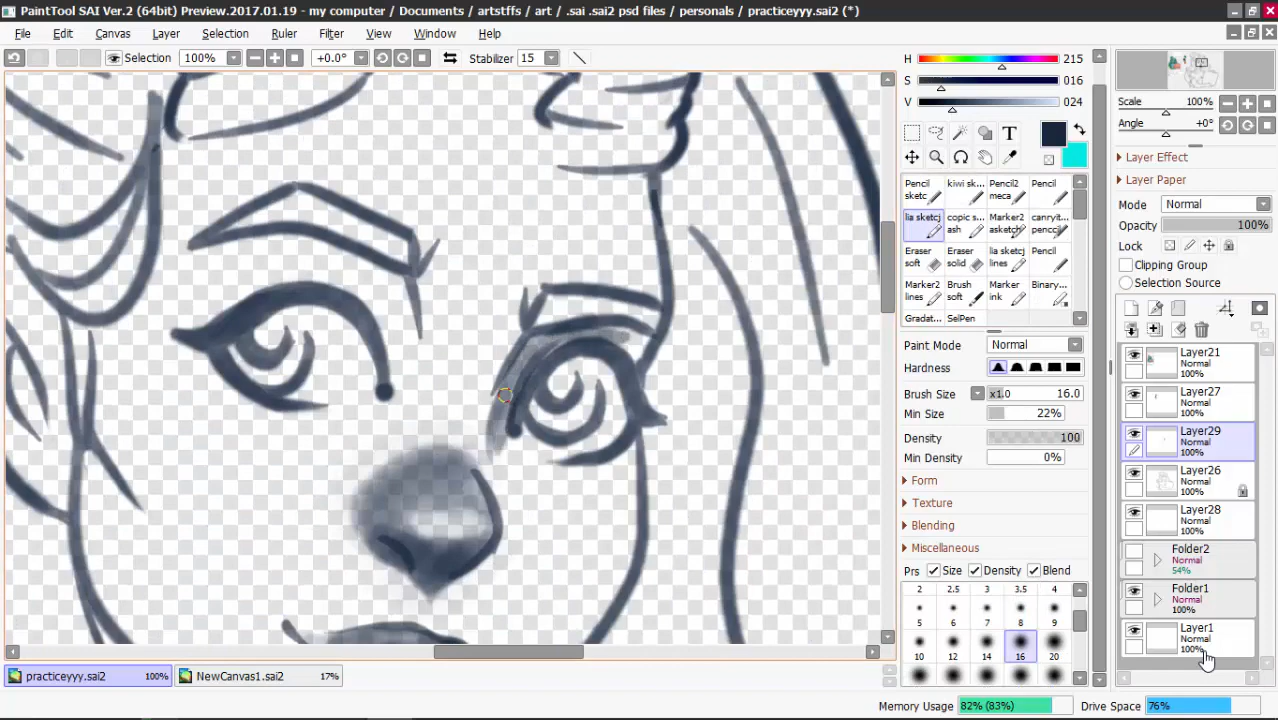 PaintTool SAI Ver.2 (64bit) Preview.2017.01.19 - my computer / Documents / artstffs / art / .sai .sai2 psd files / personals / practiceyyy.sai2 (*)
File Edit Canvas Layer Selection Ruler Filter View Window Help
Selection 100% +0.0° Stabilizer 15
H 215
S 016
V 024
T
Pencil sketc
kiwi sk...
Pencil2 meca
Pencil
lia sketcj
copic s... ash
Marker2 asketch
canryit... penccil
Eraser soft
Eraser solid
lia sketcj lines
Pencil
Marker2 lines
Brush soft
Marker ink
Binary...
Gradat...
SelPen
Paint Mode Normal
Hardness
Brush Size x1.0 16.0
Min Size 22%
Density 100
Min Density 0%
Form
Texture
Blending
Miscellaneous
Prs Size Density Blend
2 2.5 3 3.5 4
5 6 7 8 9
10 12 14 16 20
Scale 100%
Angle +0°
Layer Effect
Layer Paper
Mode Normal
Opacity 100%
Lock
Clipping Group
Selection Source
Layer21
Normal
100%
Layer27
Normal
100%
Layer29
Normal
100%
Layer26
Normal
100%
Layer28
Normal
100%
Folder2
Normal
54%
Folder1
Normal
100%
Layer1
Normal
100%
practiceyyy.sai2 100%
NewCanvas1.sai2 17%
Memory Usage 82% (83%)
Drive Space 76%